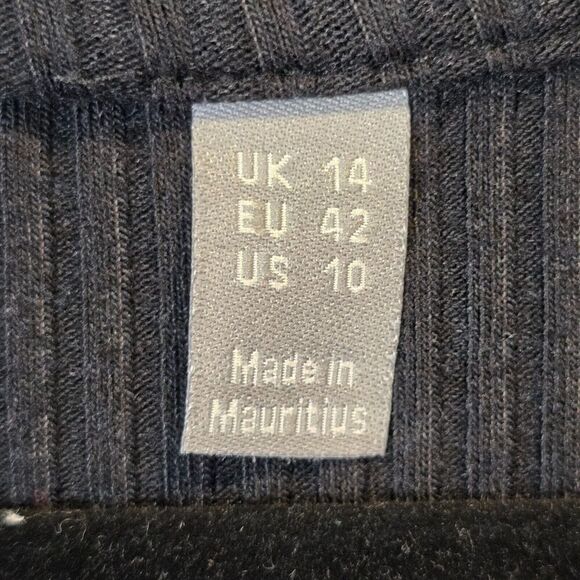 UK 14
EU 42
US 10
Made in
Mauritius